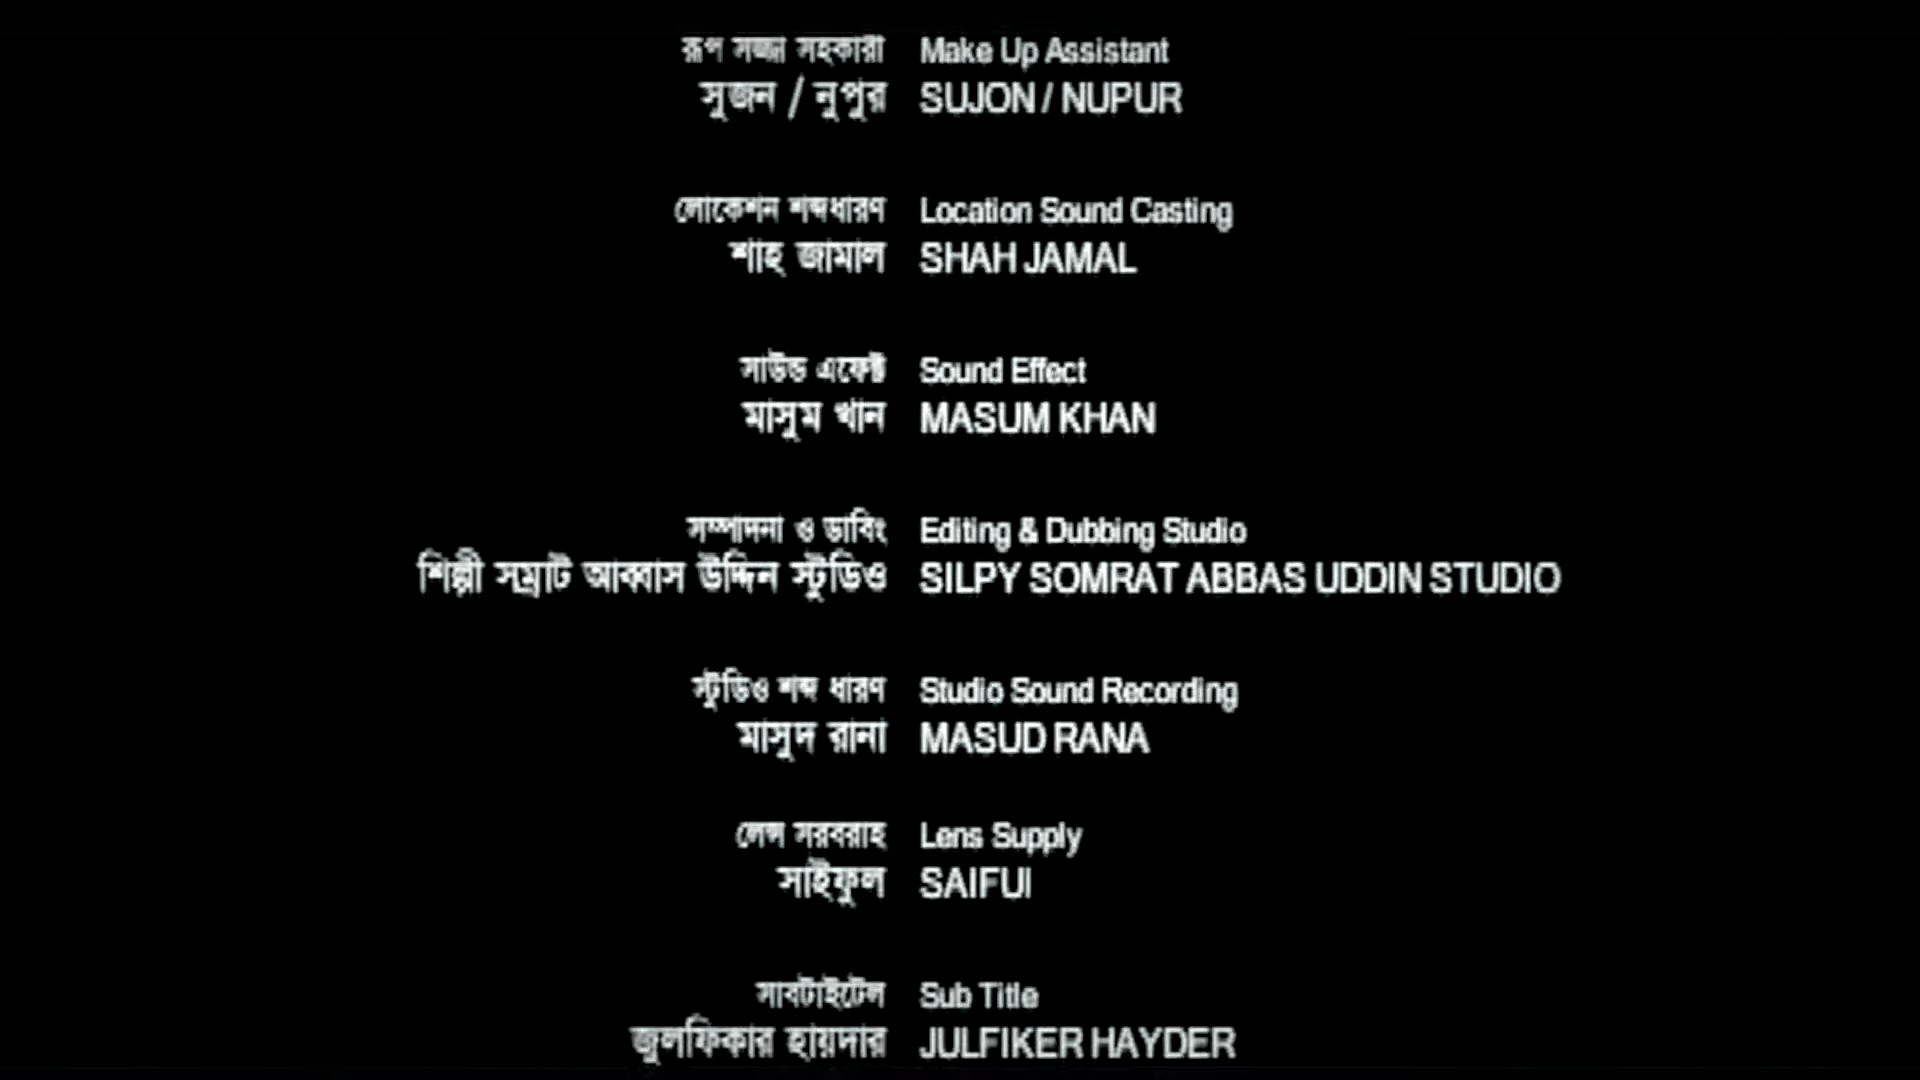 রূপ সজ্জা সহকারী Make Up Assistant
সুজন / নুপুর SUJON / NUPUR
লোকেশন শব্দধারণ Location Sound Casting
শাহ জামাল SHAH JAMAL
সাউন্ড এফেক্ট Sound Effect
মাসুম খান MASUM KHAN
সম্পাদনা ও ডাবিং Editing & Dubbing Studio
শিল্পী সম্রাট আব্বাস উদ্দিন স্টুডিও SILPY SOMRAT ABBAS UDDIN STUDIO
স্টুডিও শব্দ ধারণ Studio Sound Recording
মাসুদ রানা MASUD RANA
লেন্স সরবরাহ Lens Supply
সাইফুল SAIFUl
সাবটাইটেল Sub Title
জুলফিকার হায়দার JULFIKER HAYDER